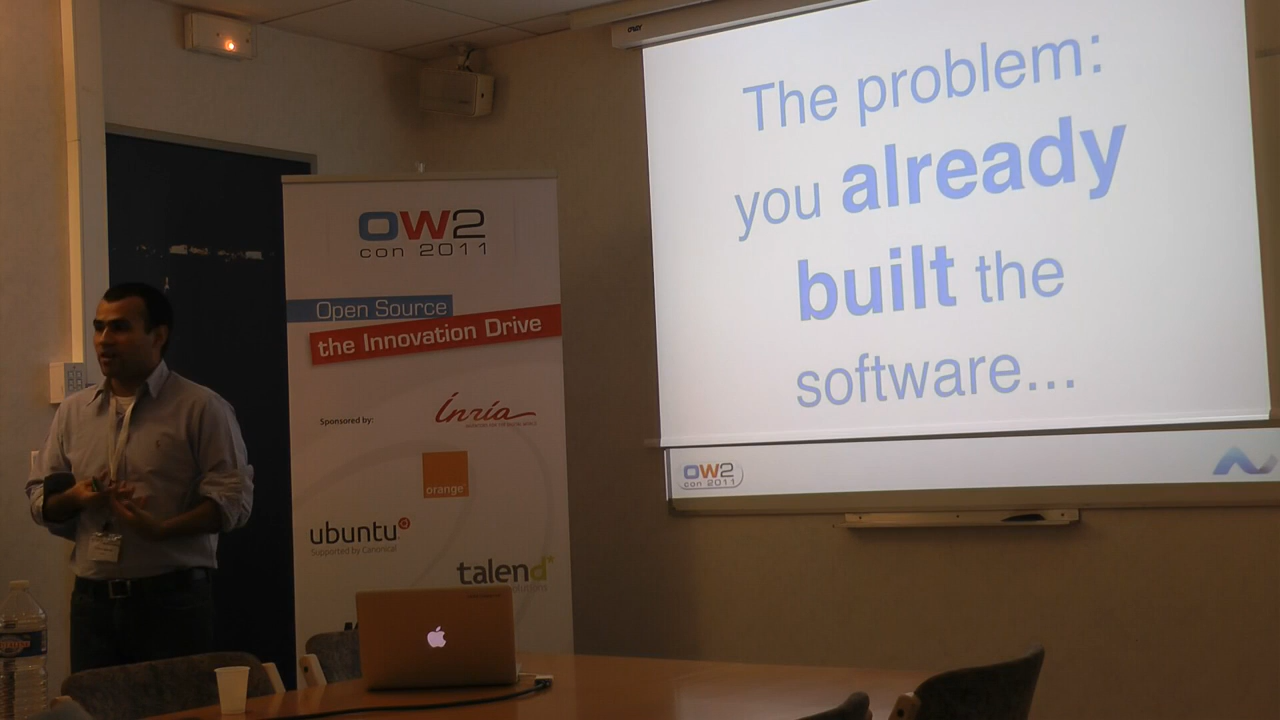 The problem:
you already
built the
software...
OW2
con 2011
OW2
con 2011
Open Source
the Innovation Drive
Sponsored by:
Inria
orange
ubuntu
Supported by Canonical
talend